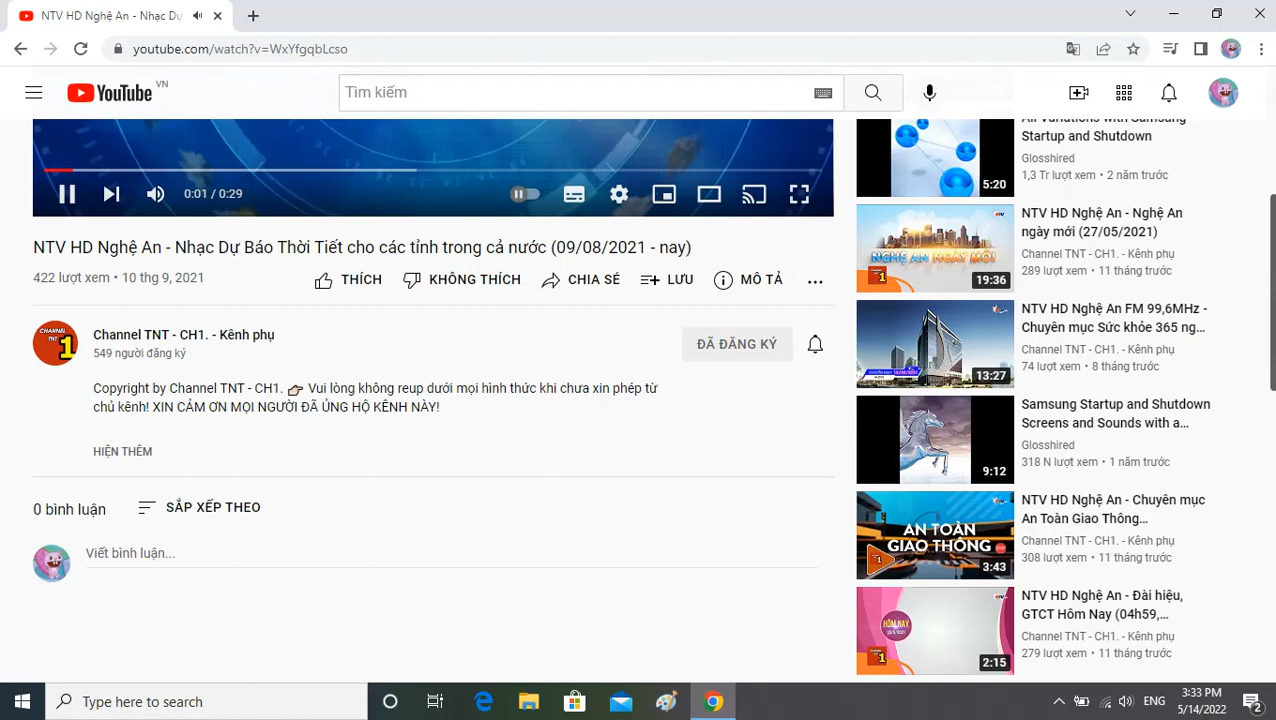 NTV HD Nghệ An - Nhạc Dự
youtube.com/watch?v=WxYfgqbLcso
YouTube VN
Tìm kiếm
0:01 / 0:29
NTV HD Nghệ An - Nhạc Dự Báo Thời Tiết cho các tỉnh trong cả nước (09/08/2021 - nay)
422 lượt xem • 10 thg 9, 2021
THÍCH
KHÔNG THÍCH
CHIA SẺ
LƯU
MÔ TẢ
CHANNEL TNT 1
Channel TNT - CH1. - Kênh phụ
549 người đăng ký
ĐÃ ĐĂNG KÝ
Copyright by Channel TNT - CH1. Vui lòng không reup dưới mọi hình thức khi chưa xin phép từ
chủ kênh! XIN CẢM ƠN MỌI NGƯỜI ĐÃ ỦNG HỘ KÊNH NÀY!
HIỆN THÊM
0 bình luận
SẮP XẾP THEO
Viết bình luận...
5:20
All Variations with Samsung
Startup and Shutdown
Glosshired
1,3 Tr lượt xem • 2 năm trước
NGHỆ AN NGÀY MỚI
19:36
NTV HD Nghệ An - Nghệ An
ngày mới (27/05/2021)
Channel TNT - CH1. - Kênh phụ
289 lượt xem • 11 tháng trước
13:27
NTV HD Nghệ An FM 99,6MHz -
Chuyên mục Sức khỏe 365 ng...
Channel TNT - CH1. - Kênh phụ
74 lượt xem • 8 tháng trước
9:12
Samsung Startup and Shutdown
Screens and Sounds with a...
Glosshired
318 N lượt xem • 1 năm trước
AN TOÀN
GIAO THÔNG
3:43
NTV HD Nghệ An - Chuyên mục
An Toàn Giao Thông...
Channel TNT - CH1. - Kênh phụ
308 lượt xem • 11 tháng trước
HÔM NAY
2:15
NTV HD Nghệ An - Đài hiệu,
GTCT Hôm Nay (04h59,...
Channel TNT - CH1. - Kênh phụ
279 lượt xem • 11 tháng trước
Type here to search
ENG
3:33 PM
5/14/2022
2